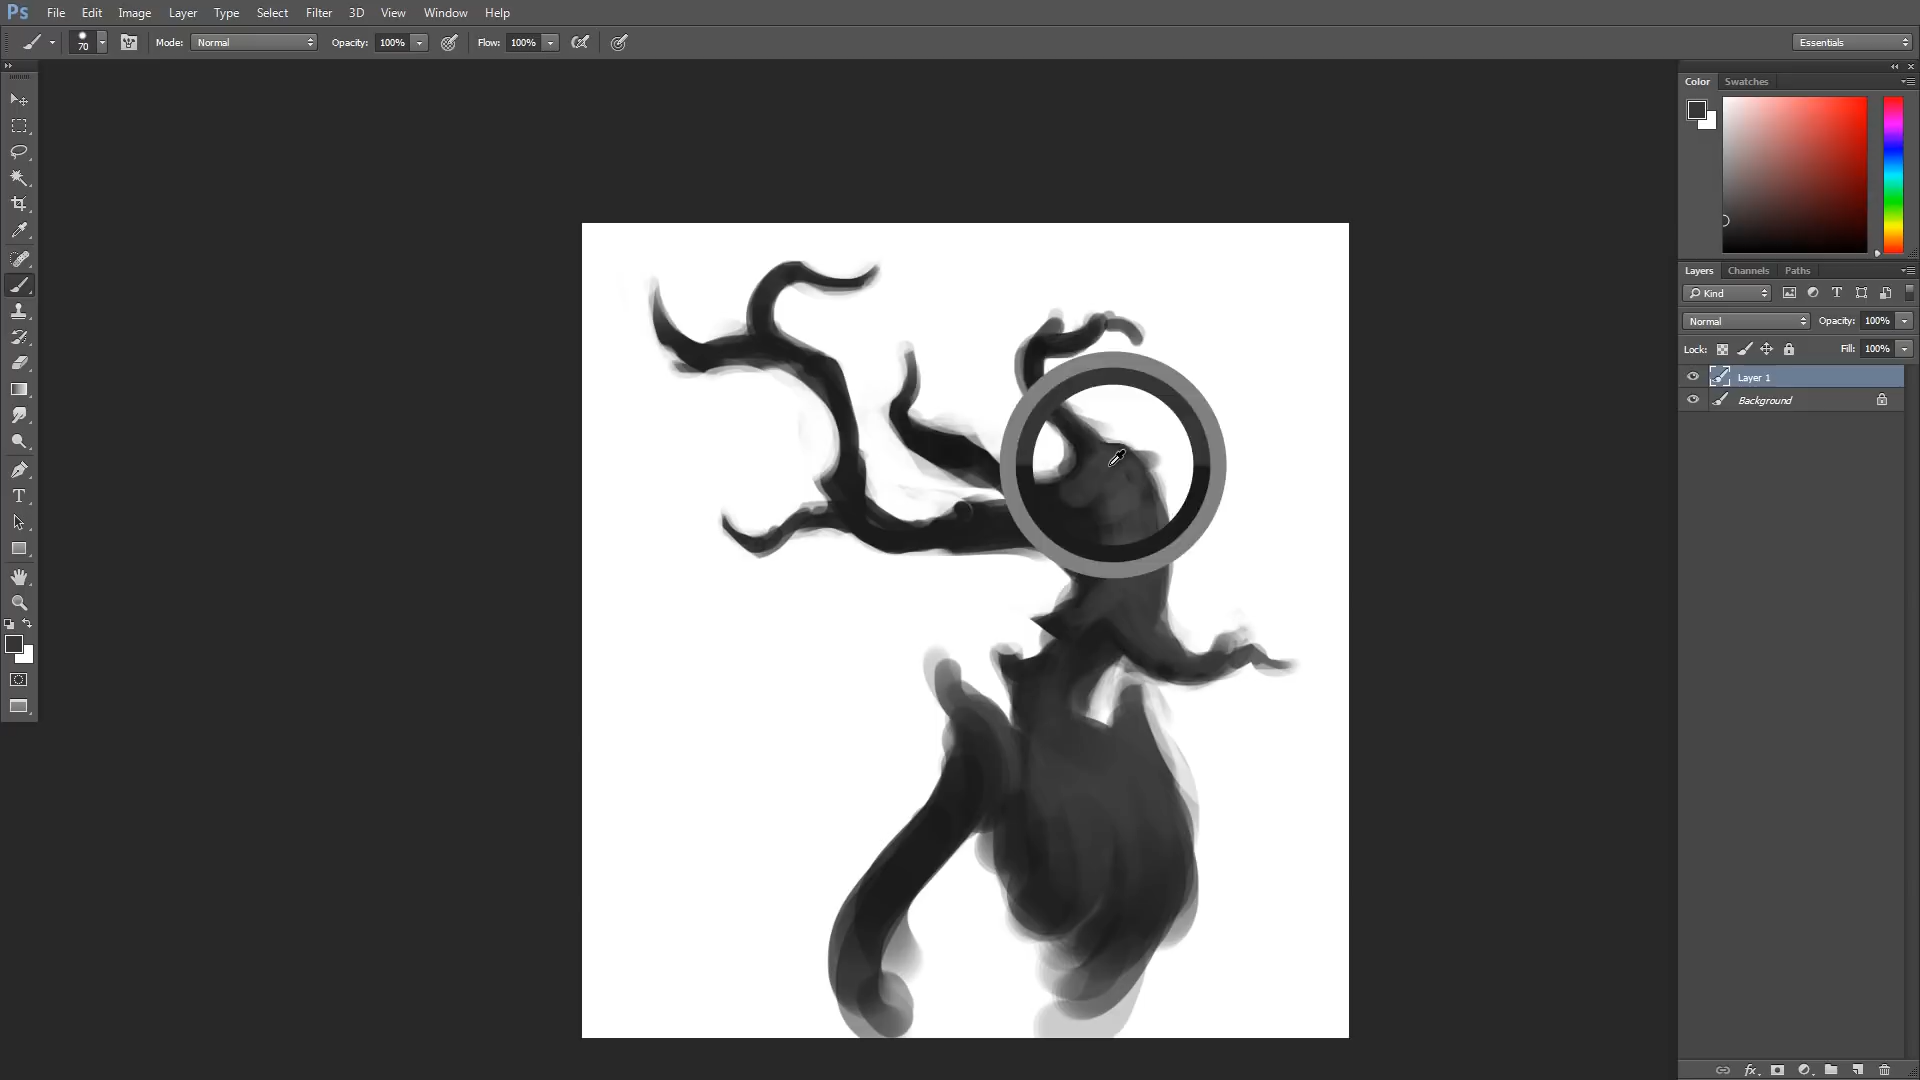 Ps File Edit Image Layer Type Select Filter 3D View Window Help
70 Mode: Normal Opacity: 100% Flow: 100% Essentials
Color Swatches
Layers Channels Paths
Kind T
Normal Opacity: 100%
Lock: Fill: 100%
Layer 1
Background
T
fx